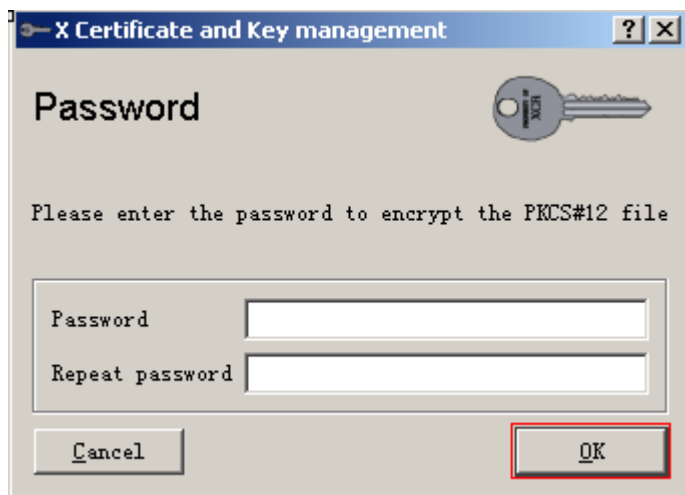 X Certificate and Key management
Password
Please enter the password to encrypt the PKCS#12 file
Password
Repeat password
Cancel
OK